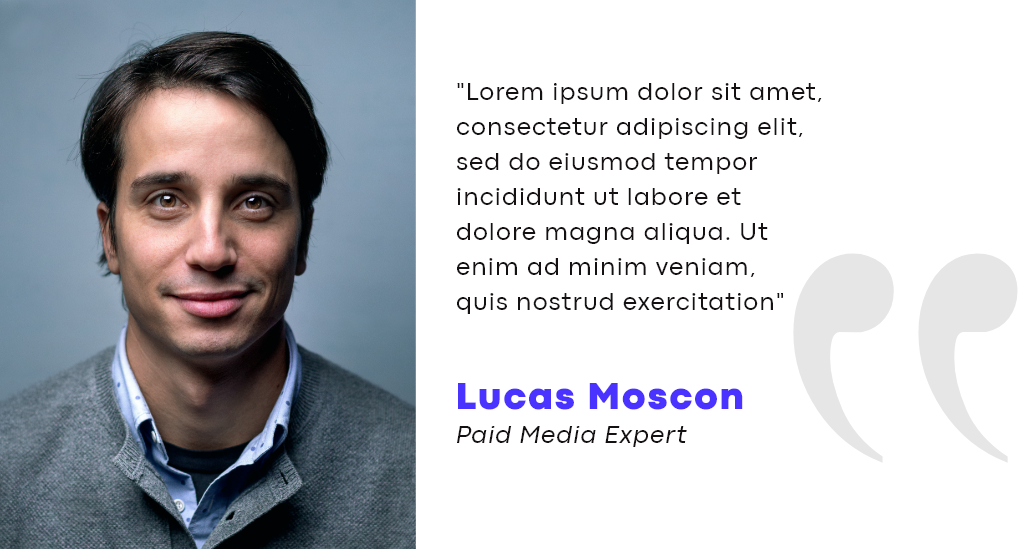 "Lorem ipsum dolor sit amet,
consectetur adipiscing elit,
sed do eiusmod tempor
incididunt ut labore et
dolore magna aliqua. Ut
enim ad minim veniam,
quis nostrud exercitation"
Lucas Moscon
Paid Media Expert